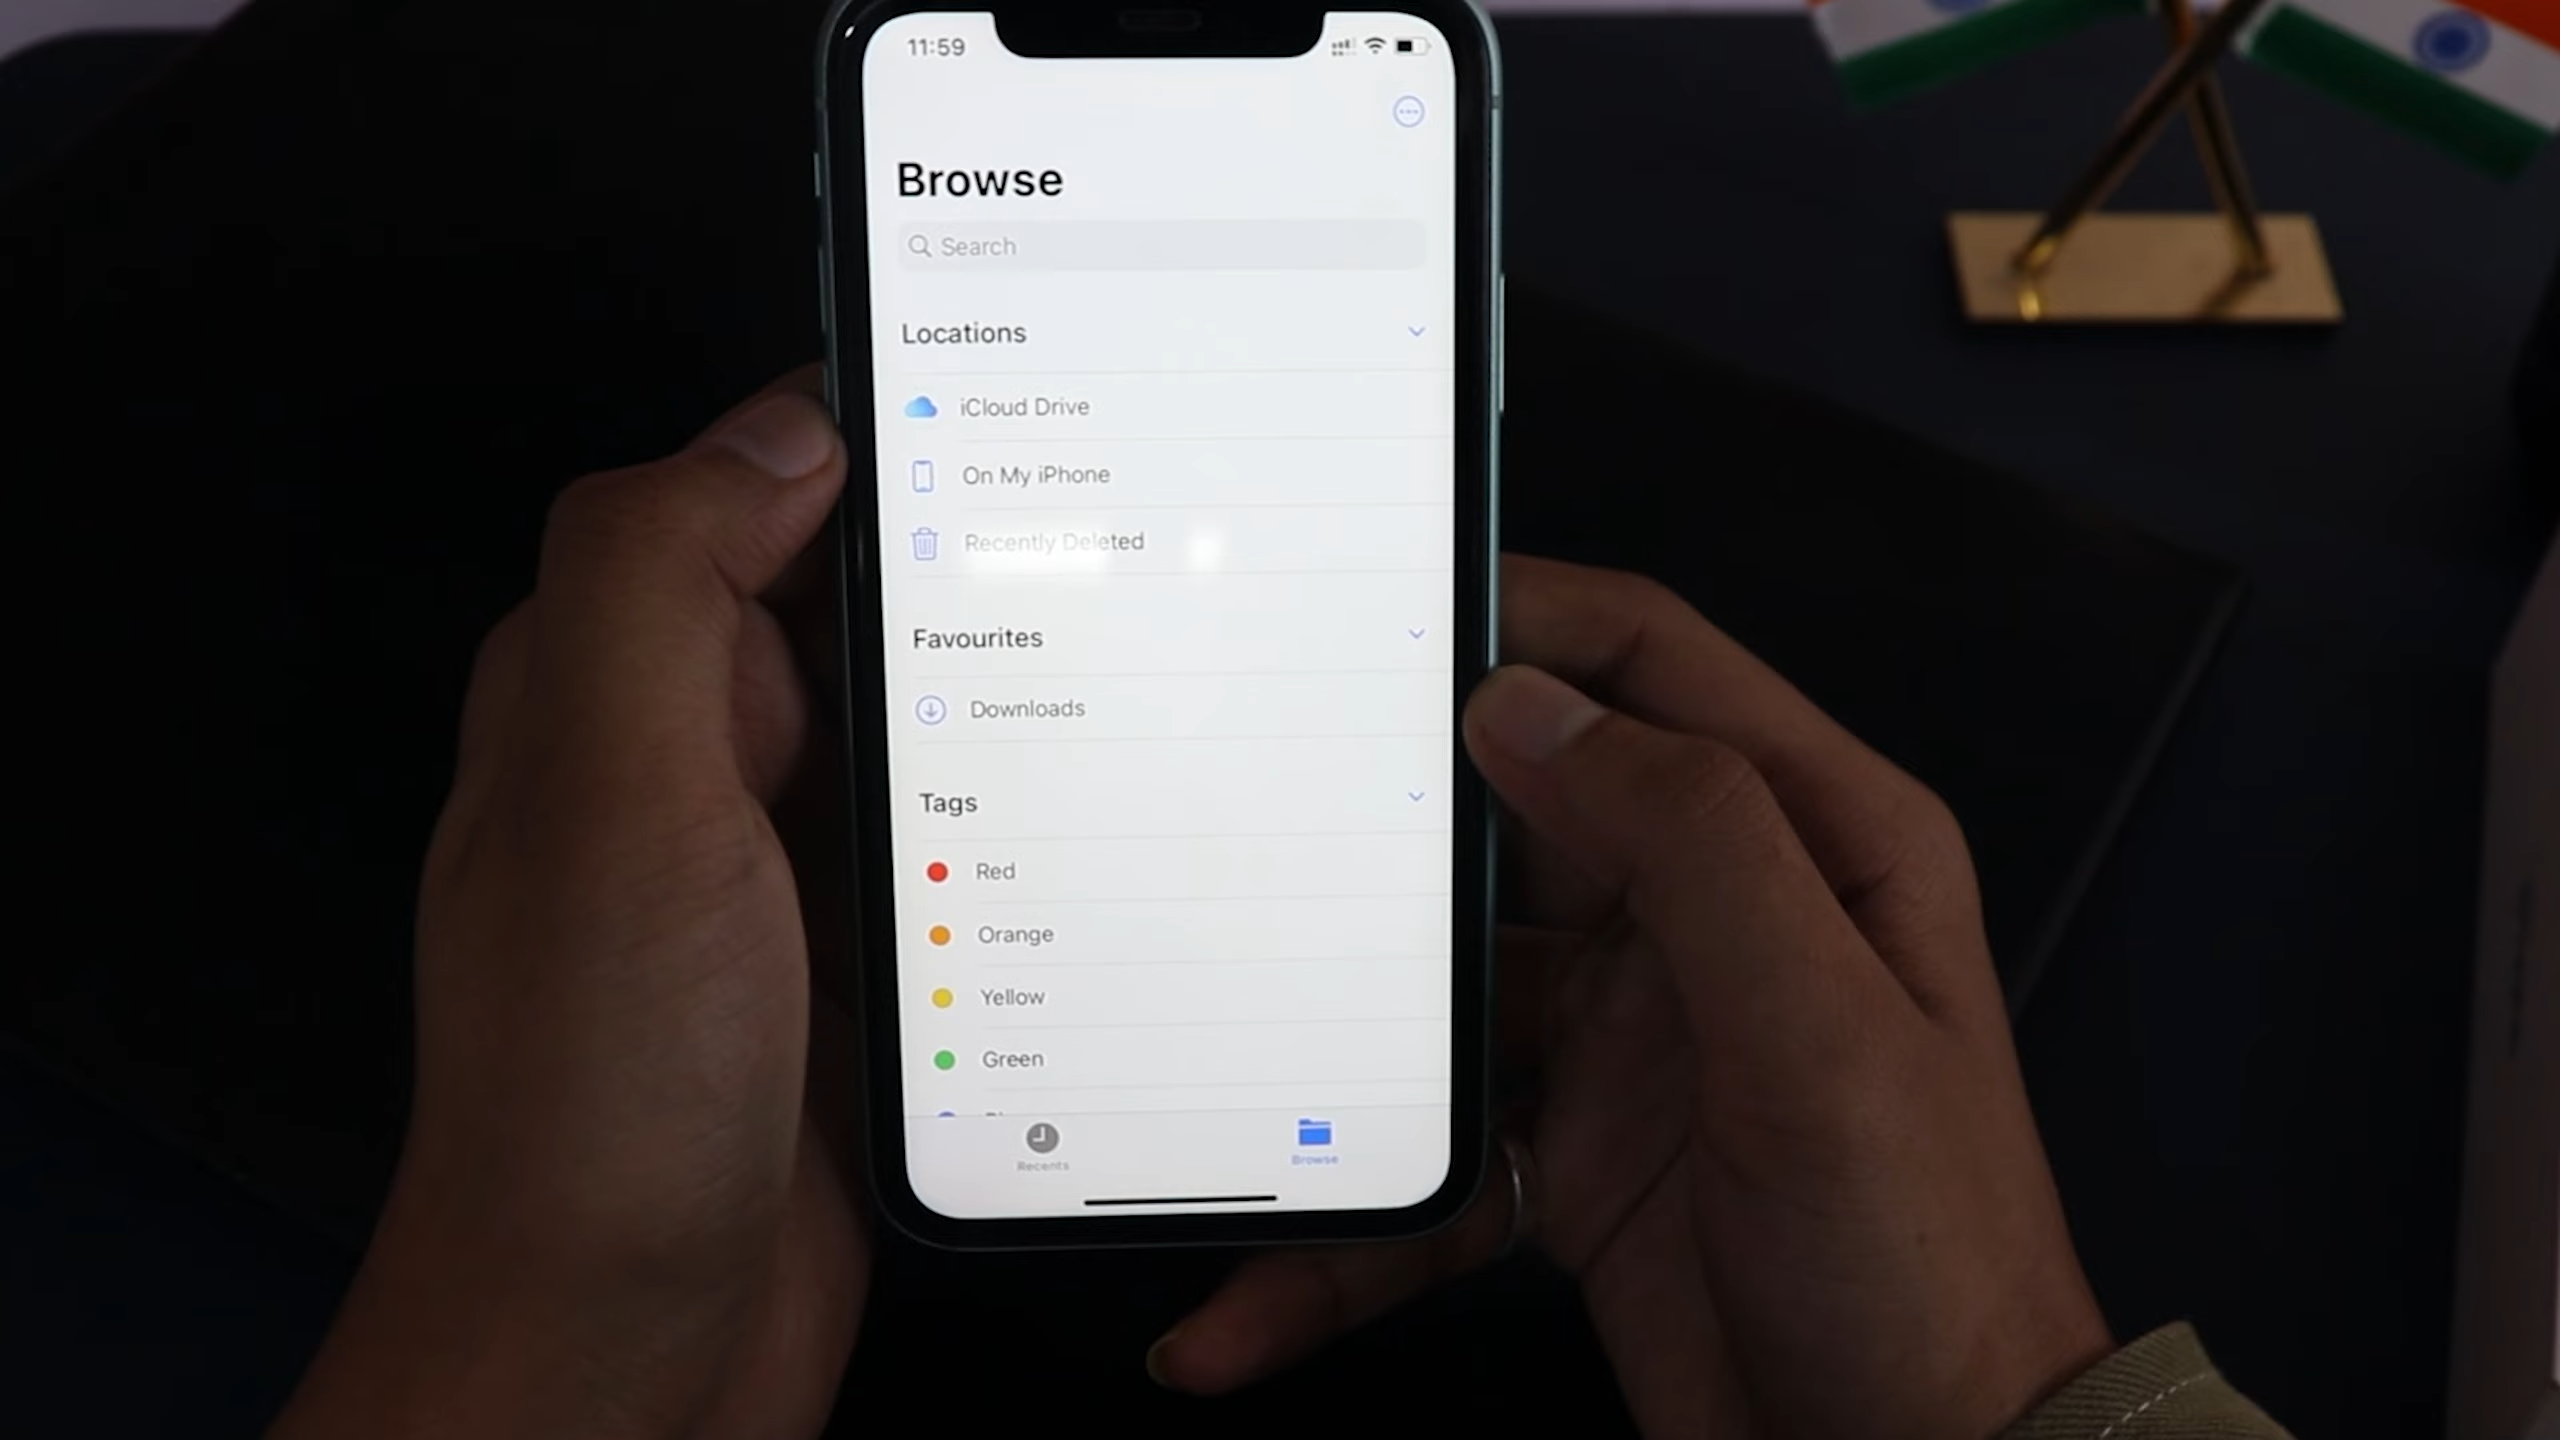 11:59
Browse
Search
Locations
iCloud Drive
On My iPhone
Recently Deleted
Favourites
Downloads
Tags
Red
Orange
Yellow
Green
Recents
Browse